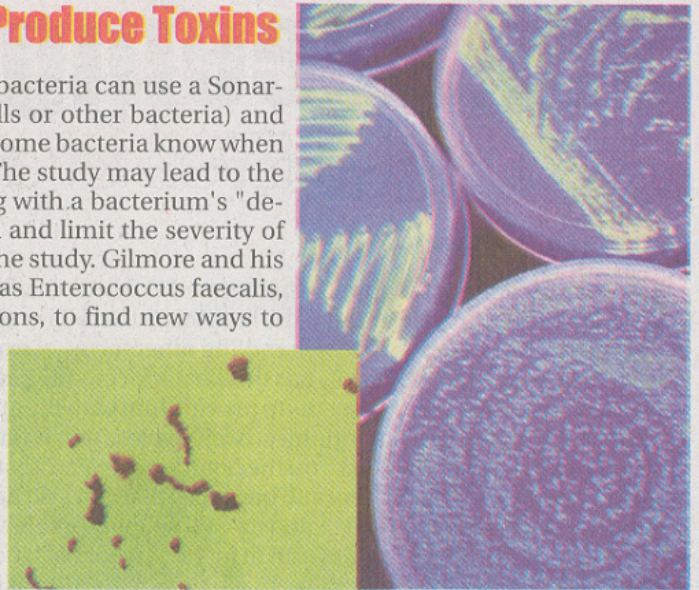 Produce Toxins
bacteria can use a Sonar-
lls or other bacteria) and
ome bacteria know when
he study may lead to the
g with.a bacterium's "de-
and limit the severity of
he study. Gilmore and his
as Enterococcus faecalis,
ons, to find new ways to